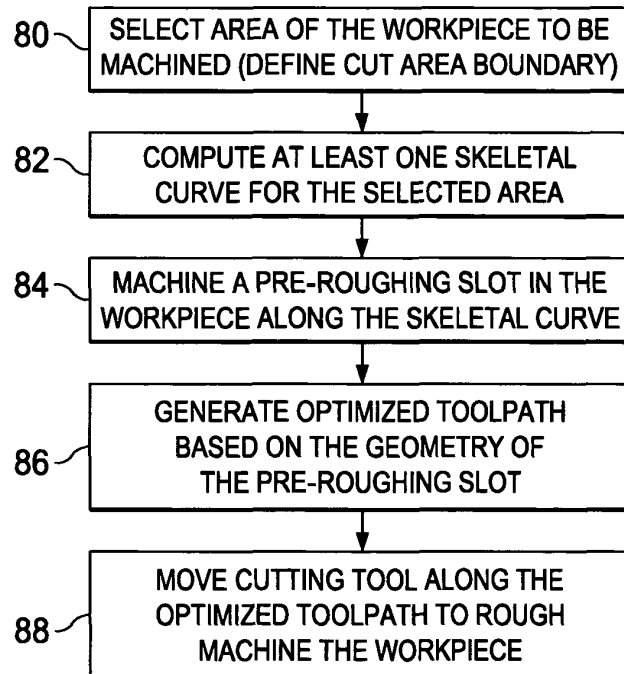 80
SELECT AREA OF THE WORKPIECE TO BE
MACHINED (DEFINE CUT AREA BOUNDARY)
82
COMPUTE AT LEAST ONE SKELETAL
CURVE FOR THE SELECTED AREA
84
MACHINE A PRE-ROUGHING SLOT IN THE
WORKPIECE ALONG THE SKELETAL CURVE
86
GENERATE OPTIMIZED TOOLPATH
BASED ON THE GEOMETRY OF
THE PRE-ROUGHING SLOT
88
MOVE CUTTING TOOL ALONG THE
OPTIMIZED TOOLPATH TO ROUGH
MACHINE THE WORKPIECE